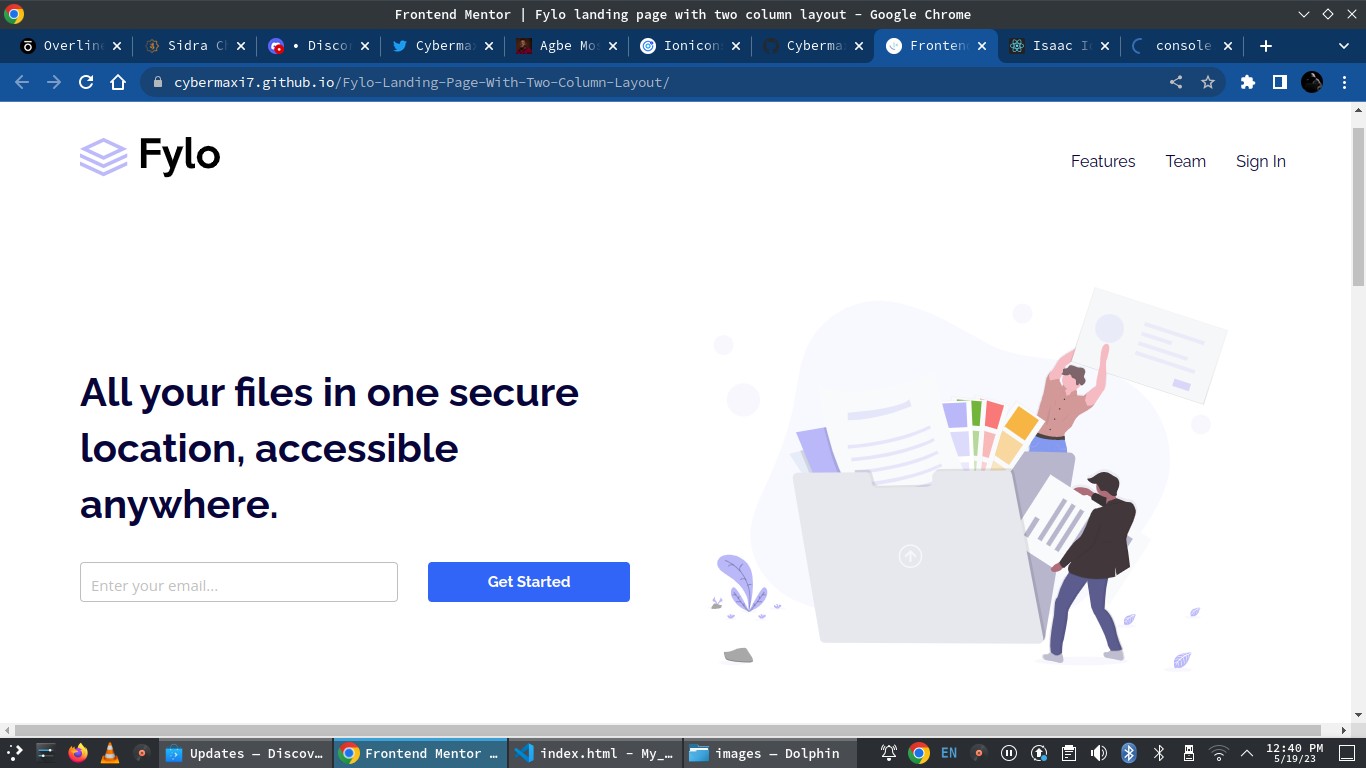 Frontend Mentor | Fylo landing page with two column layout – Google Chrome
Overline
Sidra Cl
• Discor
Cybermax
Agbe Mos
Ionicon
Cyberma
Fronten
Isaac I
console
cybermaxi7.github.io/Fylo-Landing-Page-With-Two-Column-Layout/
Fylo
Features
Team
Sign In
All your files in one secure
location, accessible
anywhere.
Enter your email...
Get Started
Updates — Discov…
Frontend Mentor …
index.html - My_…
images — Dolphin
EN
12:40 PM
5/19/23